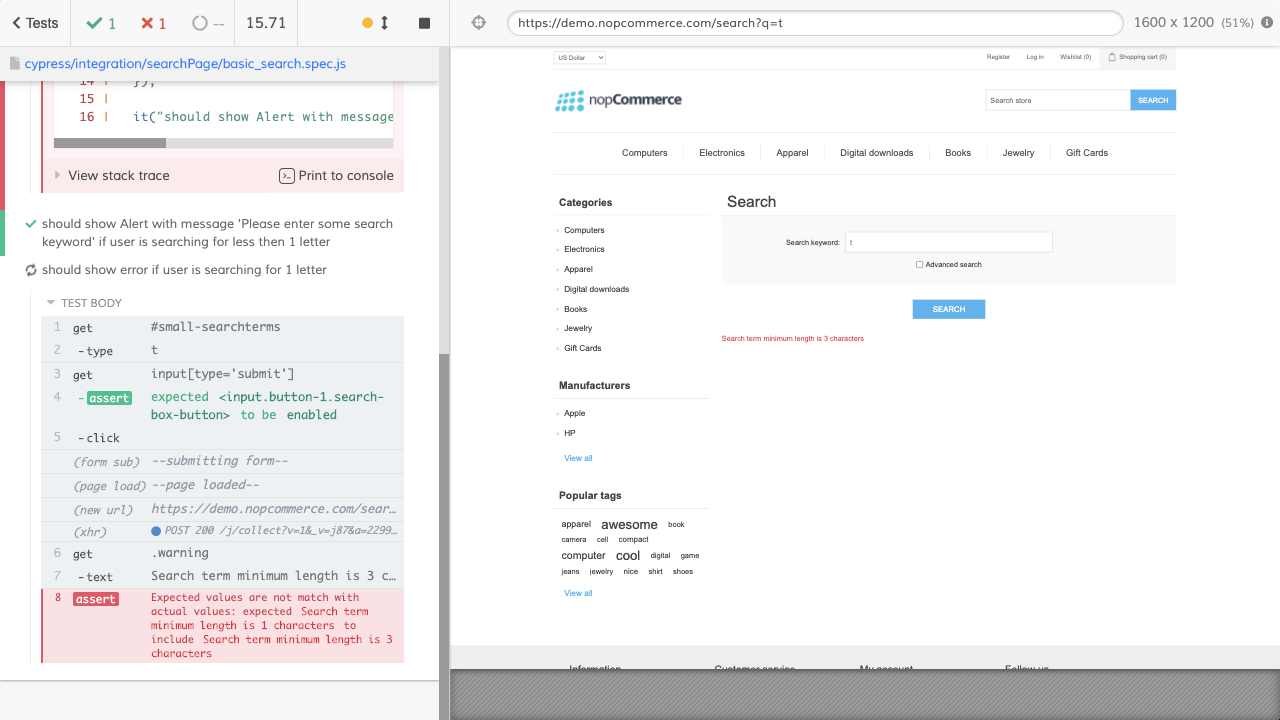 Tests
1
1
--
15.71
https://demo.nopcommerce.com/search?q=t
1600 x 1200 (51%)
cypress/integration/searchPage/basic_search.spec.js
14 | });
15 |
16 | it("should show Alert with message
View stack trace
Print to console
should show Alert with message 'Please enter some search
keyword' if user is searching for less then 1 letter
should show error if user is searching for 1 letter
TEST BODY
1 get #small-searchterms
2 -type t
3 get input[type='submit']
4 -assert expected <input.button-1.search-
box-button> to be enabled
5 -click
(form sub) --submitting form--
(page load) --page loaded--
(new url) https://demo.nopcommerce.com/sear…
(xhr) POST 200 /j/collect?v=1&_v=j87&a=2299…
6 get .warning
7 -text Search term minimum length is 3 c…
8 assert Expected values are not match with
actual values: expected Search term
minimum length is 1 characters to
include Search term minimum length is 3
characters
US Dollar
Register
Log in
Wishlist (0)
Shopping cart (0)
nopCommerce
Search store
SEARCH
Computers
Electronics
Apparel
Digital downloads
Books
Jewelry
Gift Cards
Categories
Computers
Electronics
Apparel
Digital downloads
Books
Jewelry
Gift Cards
Manufacturers
Apple
HP
View all
Popular tags
apparel awesome book
camera cell compact
computer cool digital game
jeans jewelry nice shirt shoes
View all
Search
Search keyword: t
Advanced search
SEARCH
Search term minimum length is 3 characters
Information
Customer service
My account
Follow us